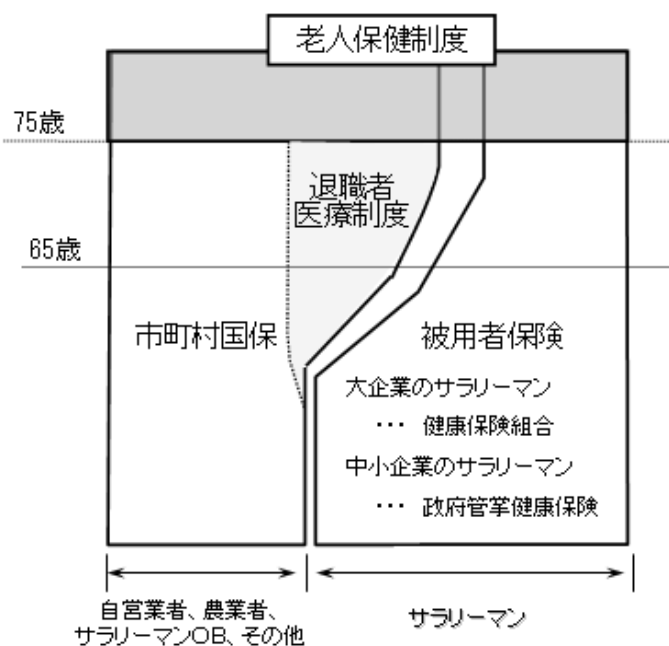 老人保健制度
75歳
退職者
医療制度
65歳
市町村国保
被用者保険
大企業のサラリーマン
… 健康保険組合
中小企業のサラリーマン
… 政府管掌健康保険
自営業者、農業者、
サラリーマンOB、その他
サラリーマン